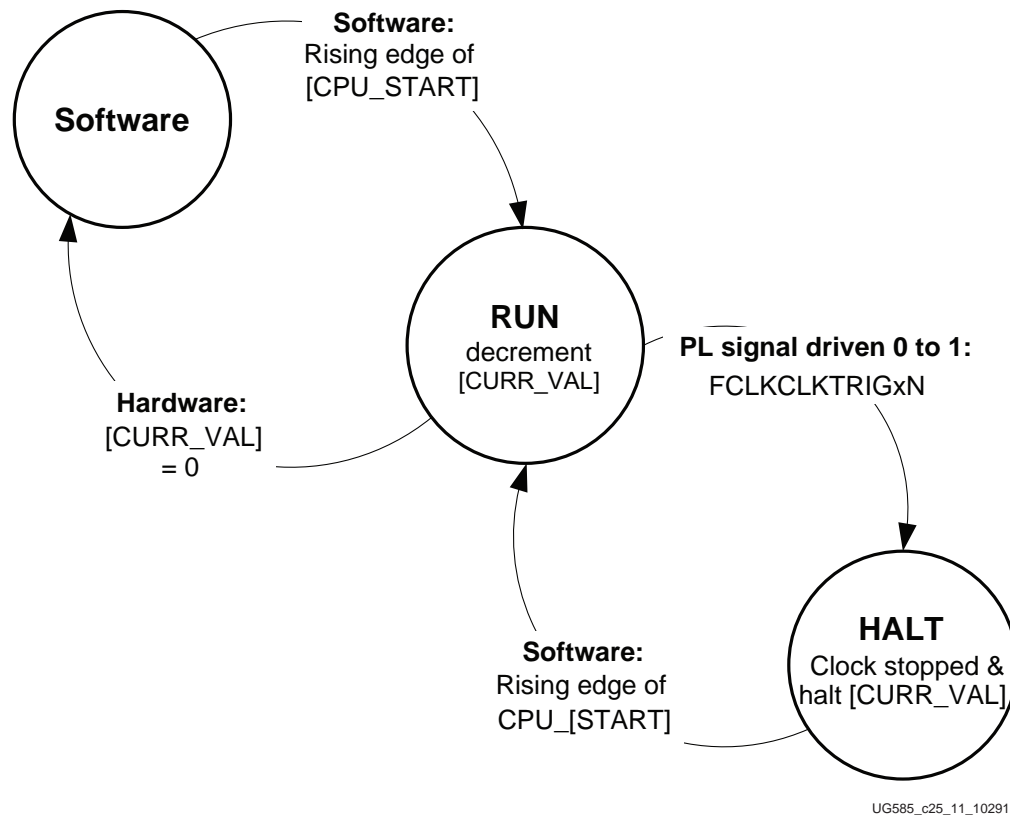 Software:
Rising edge of
[CPU_START]
Software
RUN
decrement
[CURR_VAL]
PL signal driven 0 to 1:
FCLKCLKTRIGxN
Hardware:
[CURR_VAL]
= 0
HALT
Clock stopped &
halt [CURR_VAL]
Software:
Rising edge of
CPU_[START]
UG585_c25_11_10291